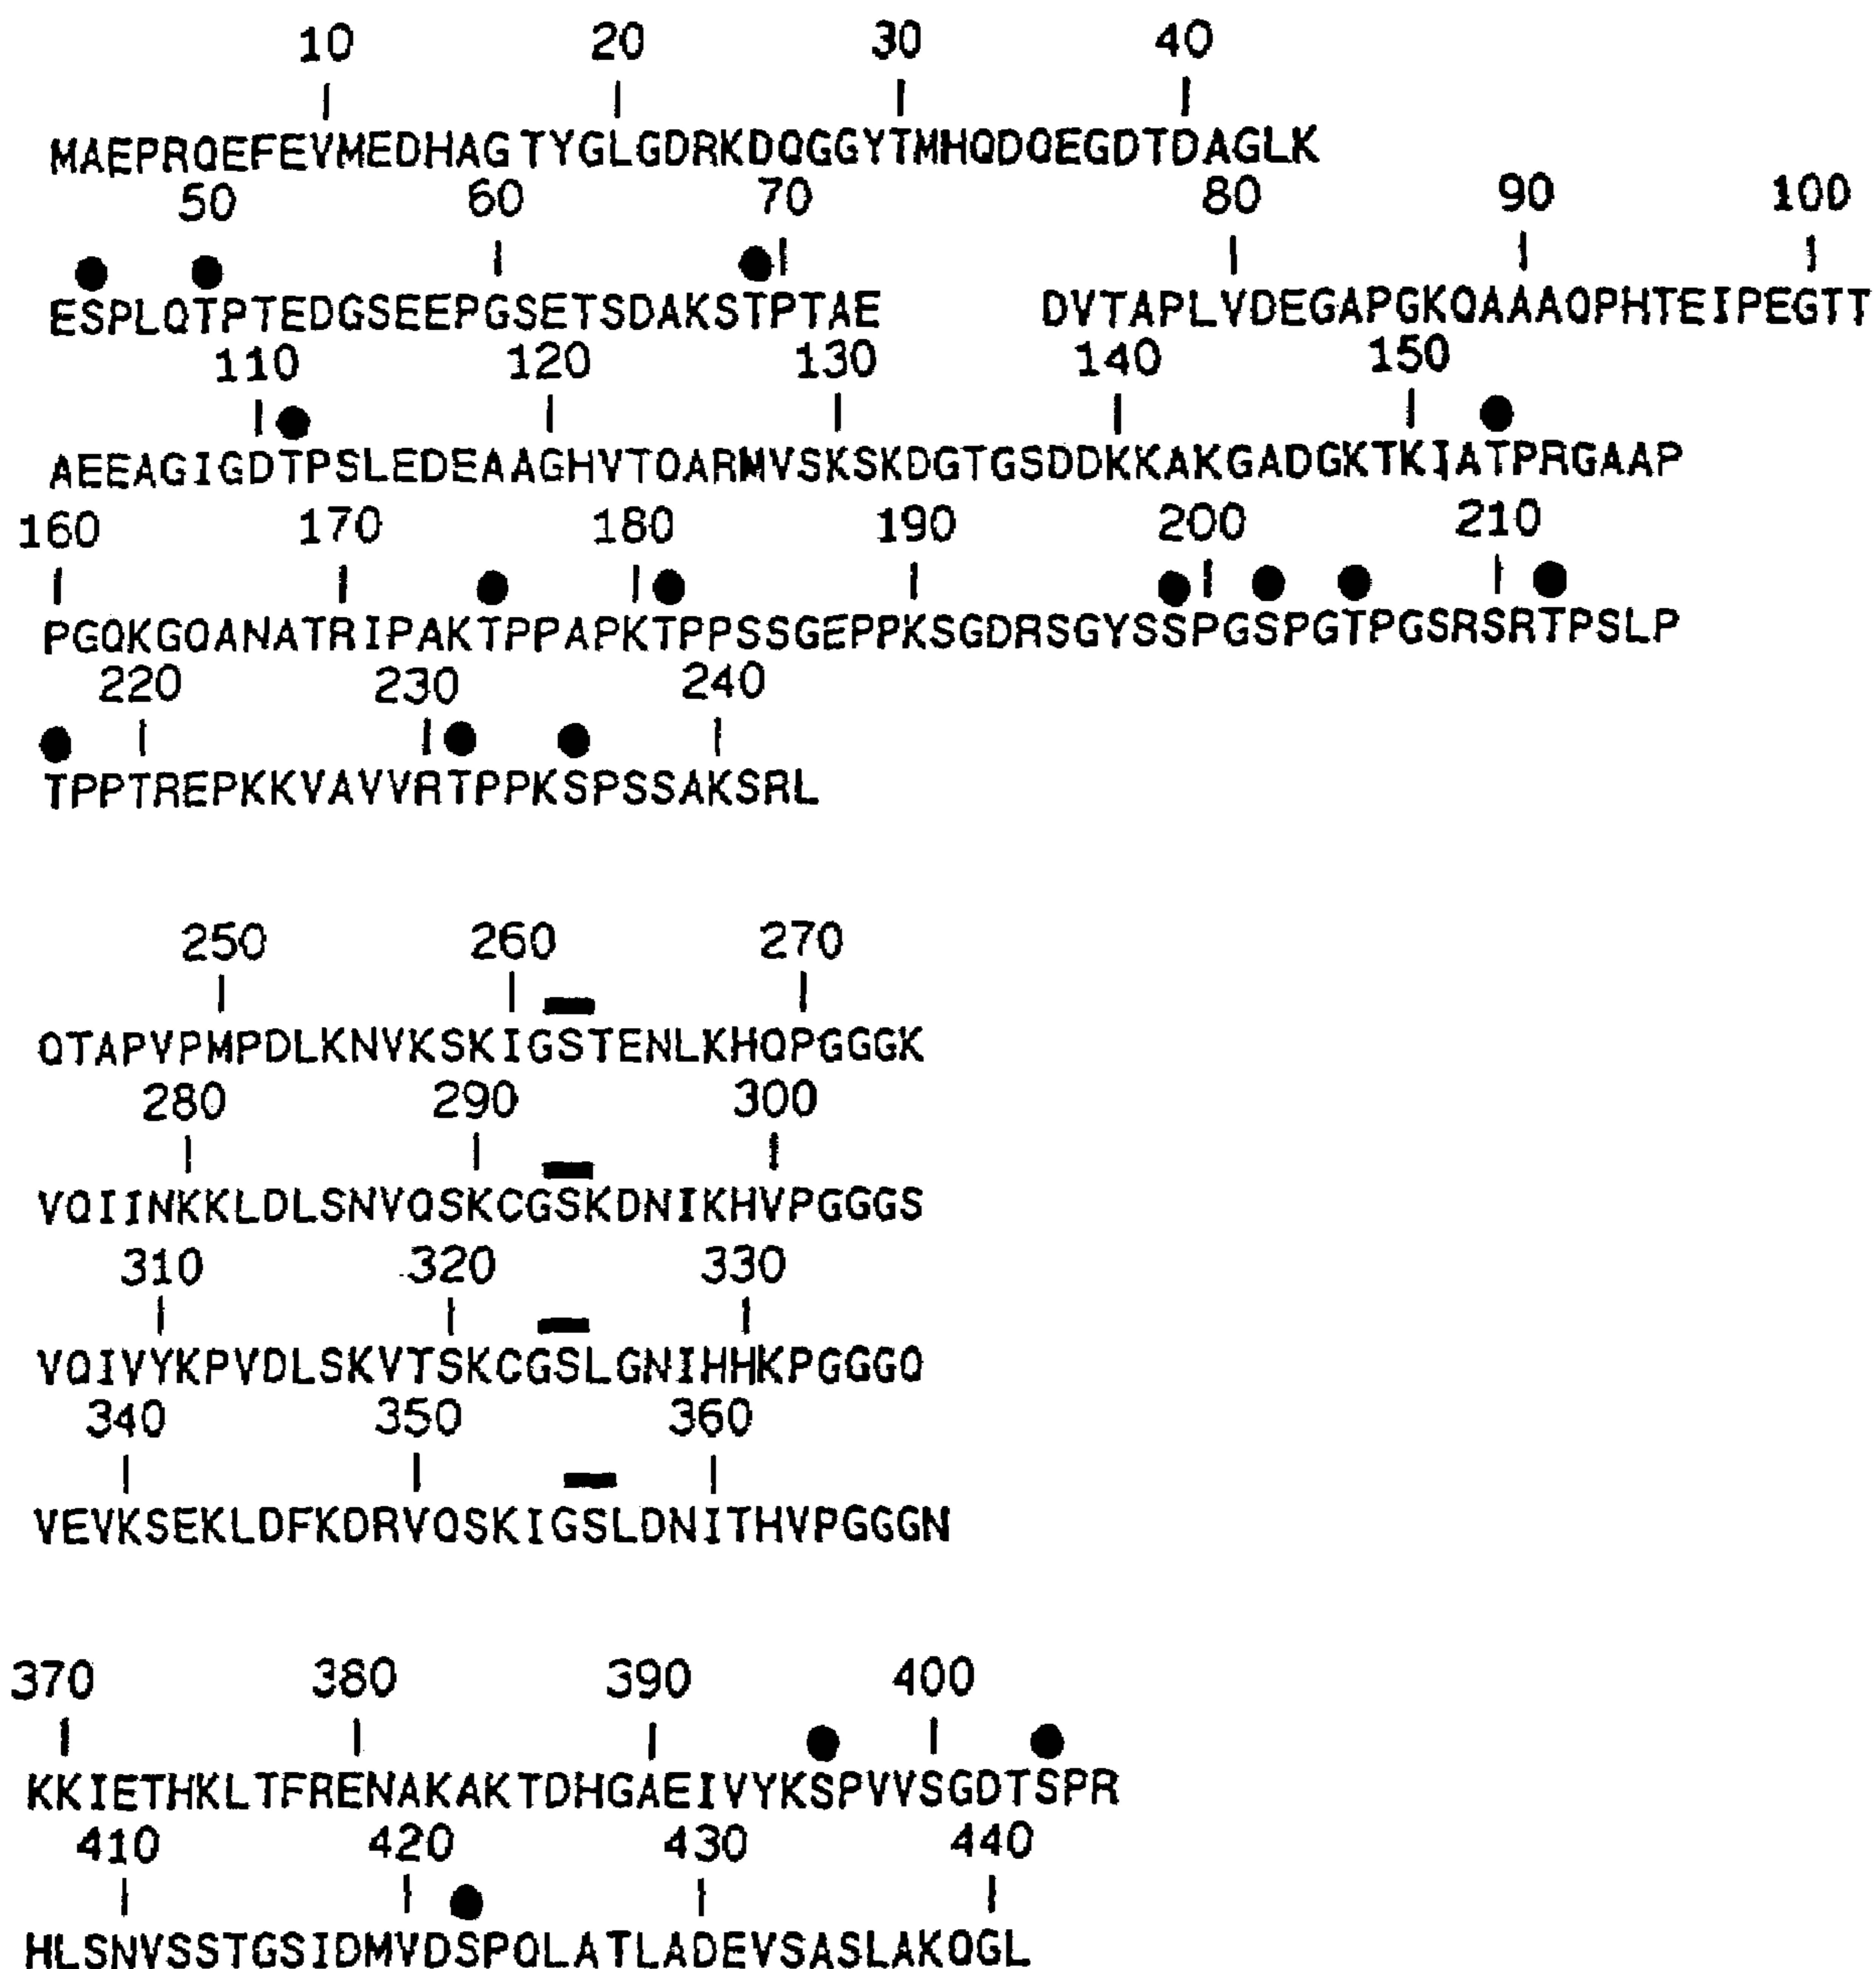 10 20 30 40
MAEPRQEFEVMEDHAGTYGLGDRKDQGGYTMHQDQEGDTDAGLK
50 60 70 80 90 100
ESPLQTPTEDGSEEPGSETSDAKSTPTAE DVTAPLVDEGAPGKQAAAQPHTEIPEGTT
110 120 130 140 150
AEEAGIGDTPSLEDEAAGHVTQARMVSKSKDGTGSDDKKAKGADGKTKIATPRGAAP
160 170 180 190 200 210
PGQKGQANATRIPAKTPPAPKTPPSSGEPPKSGDRSGYSSPGSPGTPGSRSRTPSLP
220 230 240
TPPTREPKKVAVVRTPPKSPSSAKSRL
250 260 270
QTAPVPMPDLKNVKSKIGSTENLKHQPGGGK
280 290 300
VQIINKKLDLSNVQSKCGSKDNIKHVPGGGS
310 320 330
VQIVYKPVDLSKVTSKCGSLGNIHHKPGGGQ
340 350 360
VEVKSEKLDFKDRVQSKIGSLDNITHVPGGGN
370 380 390 400
KKIETHKLTFRENAKAKTDHGAEIVYKSPVVSGDTSPR
410 420 430 440
HLSNVSSTGSIDMVDSPQLATLADEVSASLAKQGL